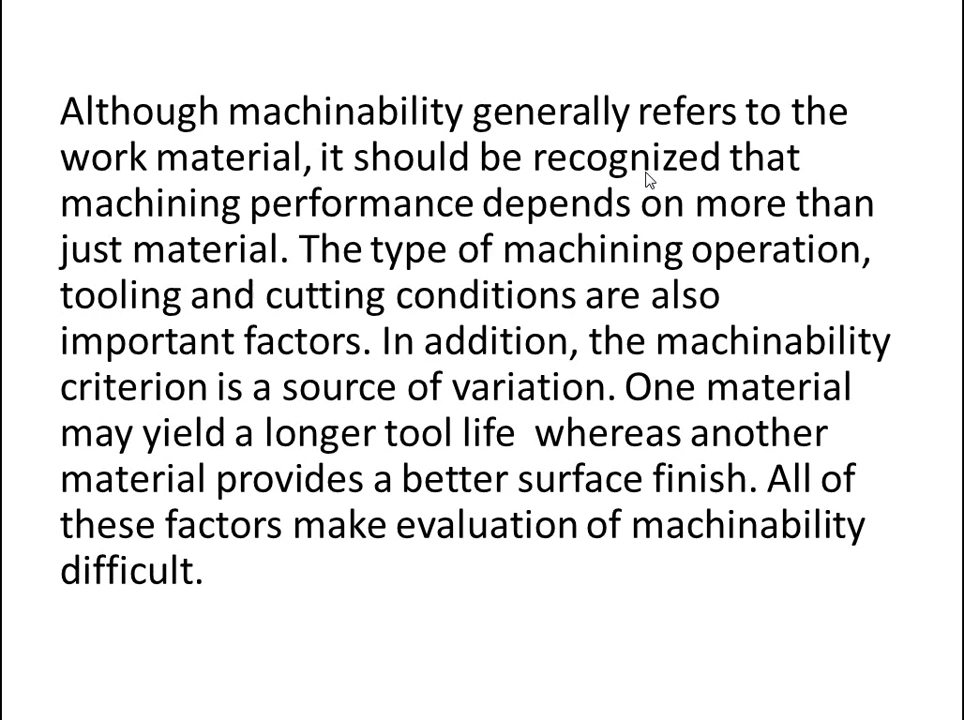 Although machinability generally refers to the
work material, it should be recognized that
machining performance depends on more than
just material. The type of machining operation,
tooling and cutting conditions are also
important factors. In addition, the machinability
criterion is a source of variation. One material
may yield a longer tool life  whereas another
material provides a better surface finish. All of
these factors make evaluation of machinability
difficult.